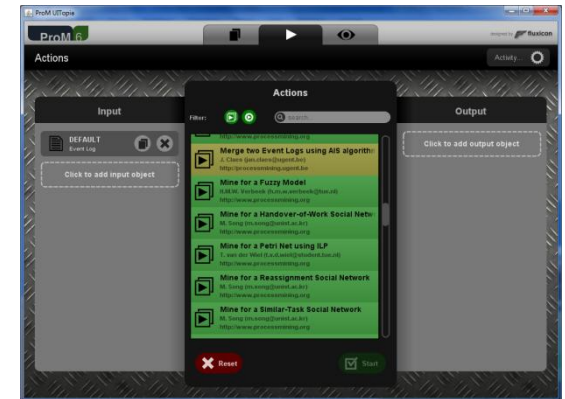 ProM UITopia
ProM 6
designed by fluxicon
Actions
Activity...
Actions
Input
Filter:
search...
Output
DEFAULT
Event Log
Click to add input object
Click to add output object
http://www.processmining.org
Merge two Event Logs using AIS algorithm
J. Claes (jan.claes@ugent.be)
http://processmining.ugent.be
Mine for a Fuzzy Model
H.M.W. Verbeek (h.m.w.verbeek@tue.nl)
http://www.processmining.org
Mine for a Handover-of-Work Social Netw
M. Song (m.song@unist.ac.kr)
http://www.processmining.org
Mine for a Petri Net using ILP
T. van der Wiel (t.v.d.wiel@student.tue.nl)
http://www.processmining.org
Mine for a Reassignment Social Network
M. Song (m.song@unist.ac.kr)
http://www.processmining.org
Mine for a Similar-Task Social Network
M. Song (m.song@unist.ac.kr)
http://www.processmining.org
Reset
Start